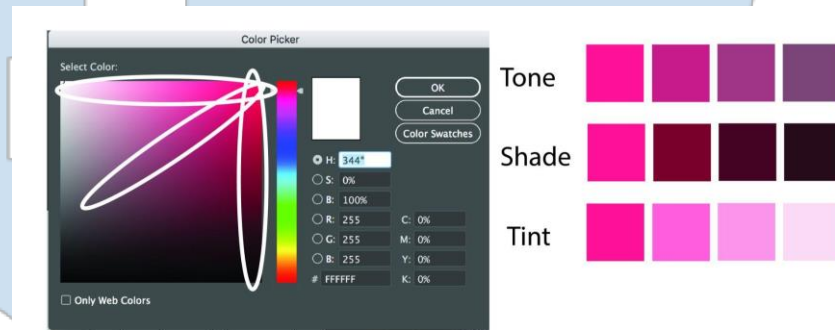 Color Picker
Select Color:
OK
Cancel
Color Swatches
H: 344°
S: 0%
B: 100%
R: 255 C: 0%
G: 255 M: 0%
B: 255 Y: 0%
# FFFFFF K: 0%
Only Web Colors
Tone
Shade
Tint